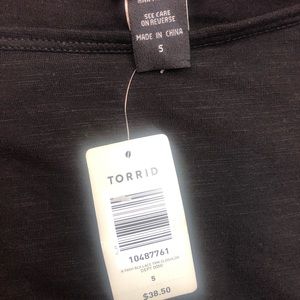 SEE CARE
ON REVERSE
MADE IN CHINA
5
TORRID
10487761
5
$38.50